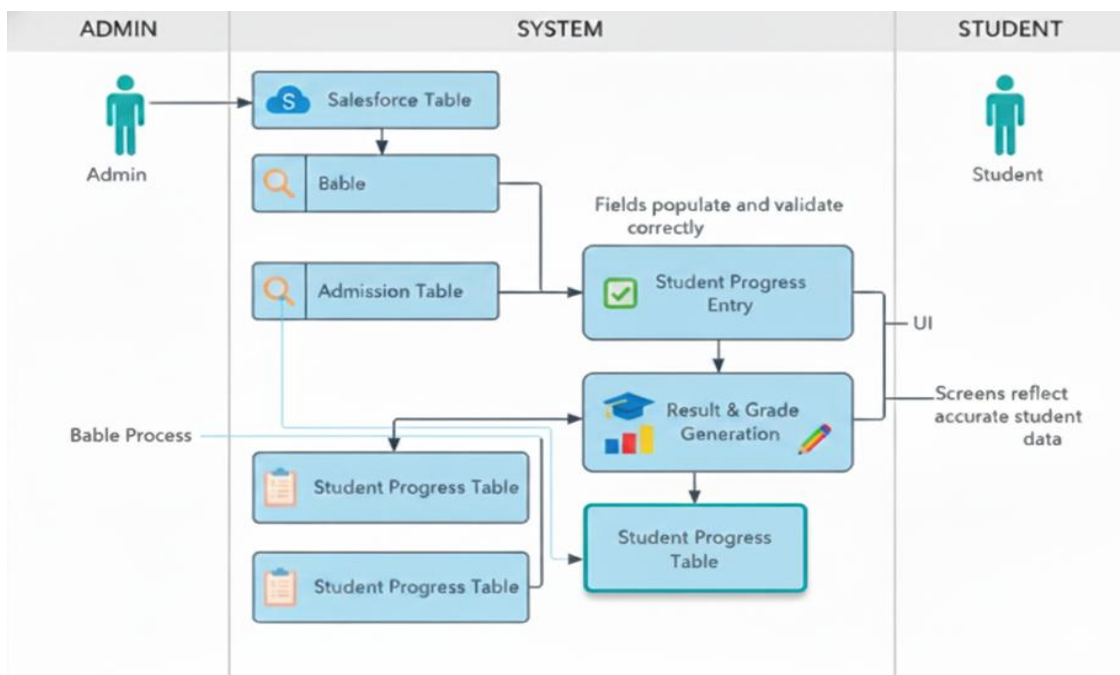 ADMIN
SYSTEM
STUDENT
S
Salesforce Table
Admin
Bable
Student
Fields populate and validate
correctly
Admission Table
Student Progress
Entry
UI
Screens reflect
accurate student
data
Result & Grade
Generation
Bable Process
Student Progress Table
Student Progress
Table
Student Progress Table